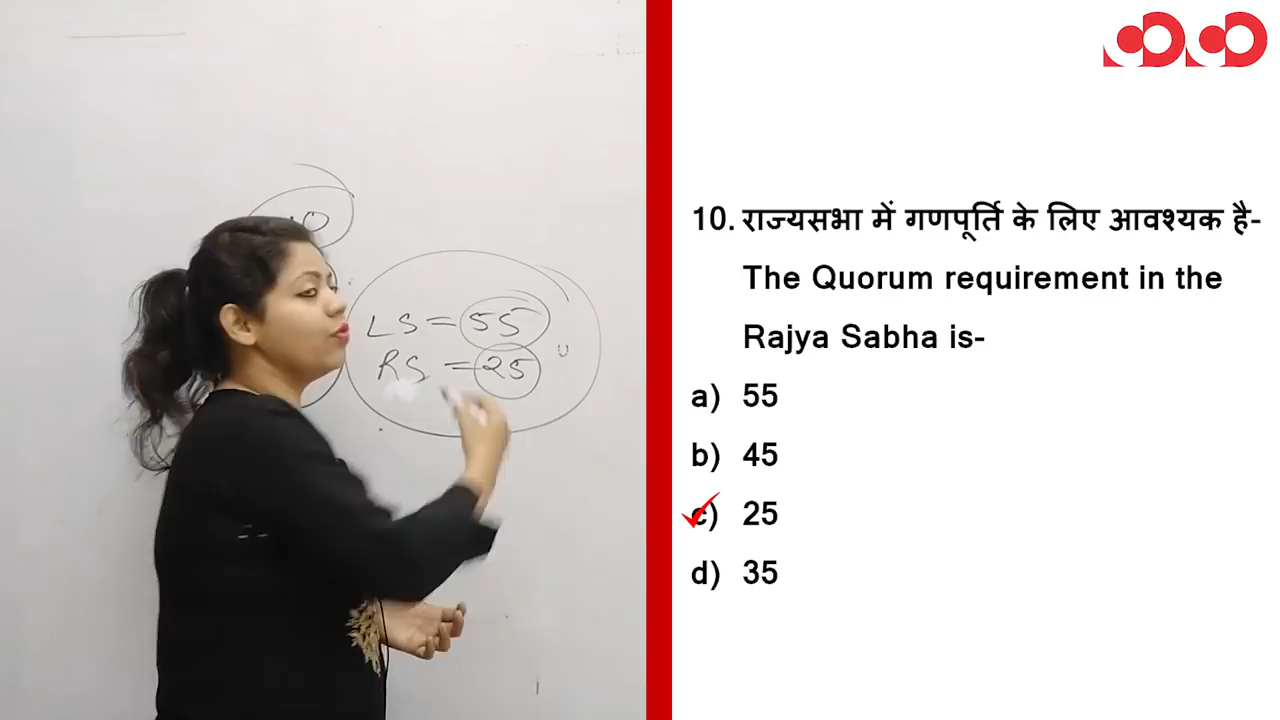 LS = 55
RS = 25
10. राज्यसभा में गणपूर्ति के लिए आवश्यक है-
The Quorum requirement in the
Rajya Sabha is-
a) 55
b) 45
c) 25
d) 35